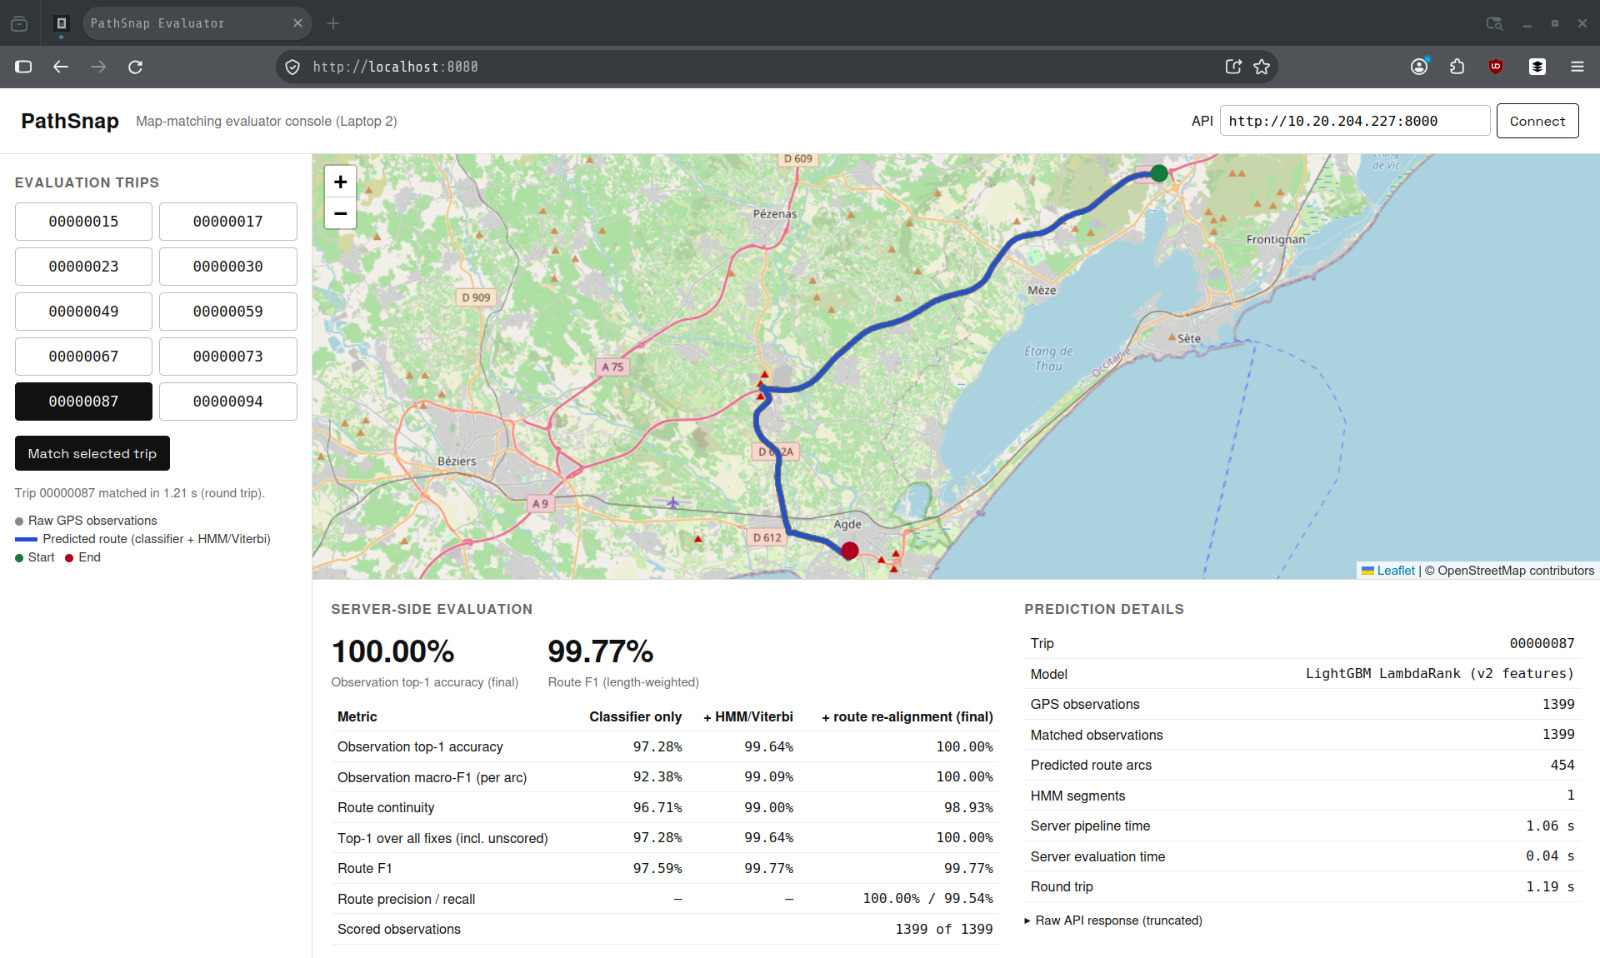 PathSnap Evaluator
http://localhost:8080
PathSnap
Map-matching evaluator console (Laptop 2)
API
http://10.20.204.227:8000
Connect
EVALUATION TRIPS
00000015
00000017
00000023
00000030
00000049
00000059
00000067
00000073
00000087
00000094
Match selected trip
Trip 00000087 matched in 1.21 s (round trip).
Raw GPS observations
Predicted route (classifier + HMM/Viterbi)
Start End
+
−
D 609
Pézenas
D 909
A 75
Béziers
A 9
D 612
Agde
Mèze
Étang de
Thau
Occitanie
Sète
Frontignan
de Vic
Leaflet | © OpenStreetMap contributors
SERVER-SIDE EVALUATION
100.00%
99.77%
Observation top-1 accuracy (final)
Route F1 (length-weighted)
Metric Classifier only + HMM/Viterbi + route re-alignment (final)
Observation top-1 accuracy 97.28% 99.64% 100.00%
Observation macro-F1 (per arc) 92.38% 99.09% 100.00%
Route continuity 96.71% 99.00% 98.93%
Top-1 over all fixes (incl. unscored) 97.28% 99.64% 100.00%
Route F1 97.59% 99.77% 99.77%
Route precision / recall – – 100.00% / 99.54%
Scored observations 1399 of 1399
PREDICTION DETAILS
Trip 00000087
Model LightGBM LambdaRank (v2 features)
GPS observations 1399
Matched observations 1399
Predicted route arcs 454
HMM segments 1
Server pipeline time 1.06 s
Server evaluation time 0.04 s
Round trip 1.19 s
Raw API response (truncated)